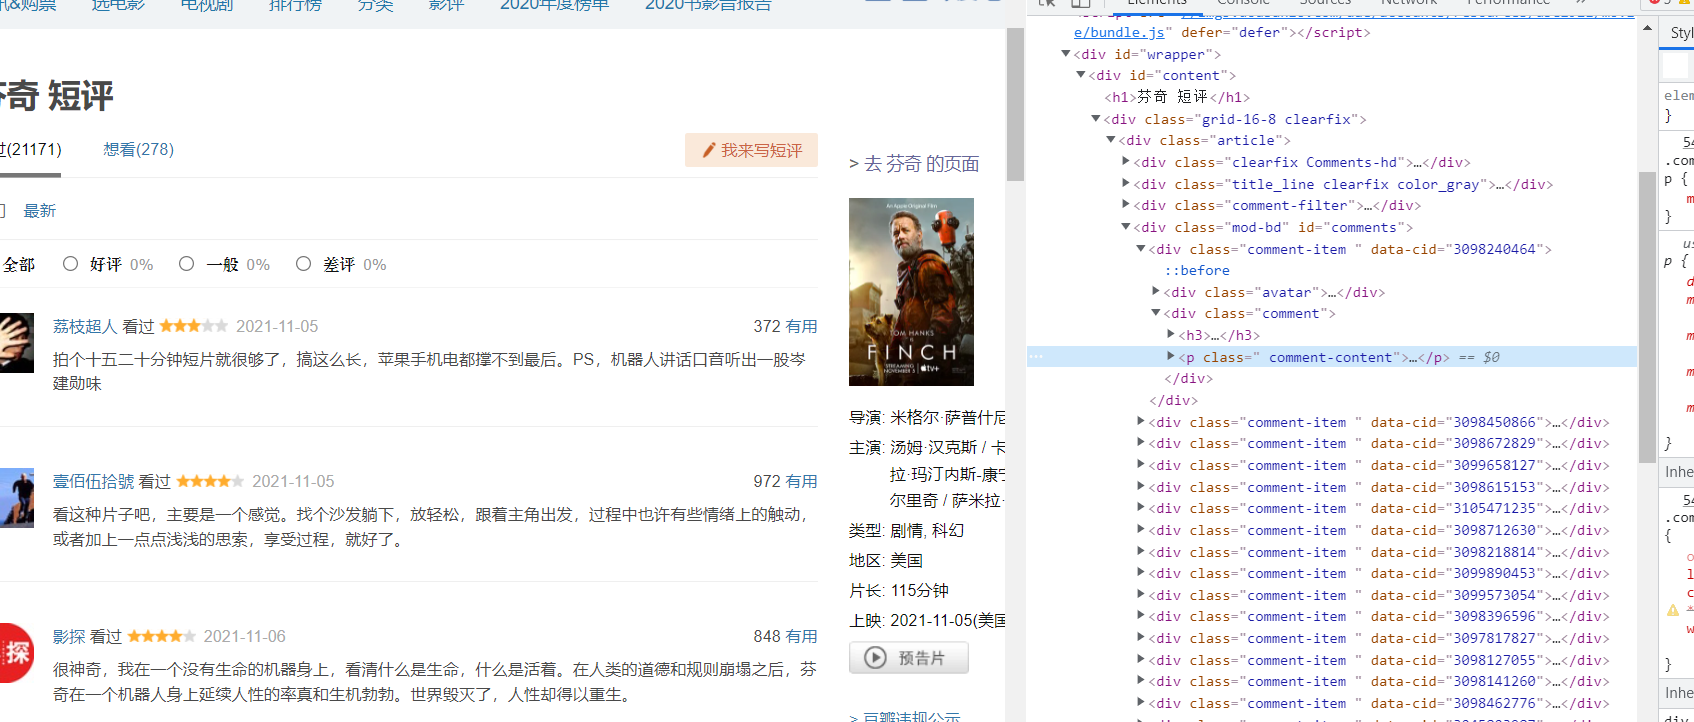 讯&购票 选电影 电视剧 排行榜 分类 影评 2020年度榜单 2020书影音报告
芬奇 短评
过(21171) 想看(278)
我来写短评
最新
全部 好评 0% 一般 0% 差评 0%
荔枝超人 看过 2021-11-05 372 有用
拍个十五二十分钟短片就很够了，搞这么长，苹果手机电都撑不到最后。PS，机器人讲话口音听出一股岑
建勋味
壹佰伍拾號 看过 2021-11-05 972 有用
看这种片子吧，主要是一个感觉。找个沙发躺下，放轻松，跟着主角出发，过程中也许有些情绪上的触动，
或者加上一点点浅浅的思索，享受过程，就好了。
探
影探 看过 2021-11-06 848 有用
很神奇，我在一个没有生命的机器身上，看清什么是生命，什么是活着。在人类的道德和规则崩塌之后，芬
奇在一个机器人身上延续人性的率真和生机勃勃。世界毁灭了，人性却得以重生。
> 去 芬奇 的页面
An Apple Original Film
TOM HANKS
FINCH
STREAMING
NOVEMBER 5
tv+
导演: 米格尔·萨普什尼
主演: 汤姆·汉克斯 / 卡
拉·玛汀内斯-康宁
尔里奇 / 萨米拉·
类型: 剧情, 科幻
地区: 美国
片长: 115分钟
上映: 2021-11-05(美国
预告片
> 豆瓣违规公示
Elements Console Sources Network
e/bundle.js" defer="defer"></script>
<div id="wrapper">
<div id="content">
<h1>芬奇 短评</h1>
<div class="grid-16-8 clearfix">
<div class="article">
<div class="clearfix Comments-hd">…</div>
<div class="title_line clearfix color_gray">…</div>
<div class="comment-filter">…</div>
<div class="mod-bd" id="comments">
<div class="comment-item " data-cid="3098240464">
::before
<div class="avatar">…</div>
<div class="comment">
<h3>…</h3>
<p class=" comment-content">…</p> == $0
</div>
</div>
<div class="comment-item " data-cid="3098450866">…</div>
<div class="comment-item " data-cid="3098672829">…</div>
<div class="comment-item " data-cid="3099658127">…</div>
<div class="comment-item " data-cid="3098615153">…</div>
<div class="comment-item " data-cid="3105471235">…</div>
<div class="comment-item " data-cid="3098712630">…</div>
<div class="comment-item " data-cid="3098218814">…</div>
<div class="comment-item " data-cid="3099890453">…</div>
<div class="comment-item " data-cid="3099573054">…</div>
<div class="comment-item " data-cid="3098396596">…</div>
<div class="comment-item " data-cid="3097817827">…</div>
<div class="comment-item " data-cid="3098127055">…</div>
<div class="comment-item " data-cid="3098141260">…</div>
<div class="comment-item " data-cid="3098462776">…</div>
Styl
elem
}
54
.com
p {
m
}
us
p {
d
m
m
m
m
}
Inhe
54
.com
{
l
c
w
}
Inhe